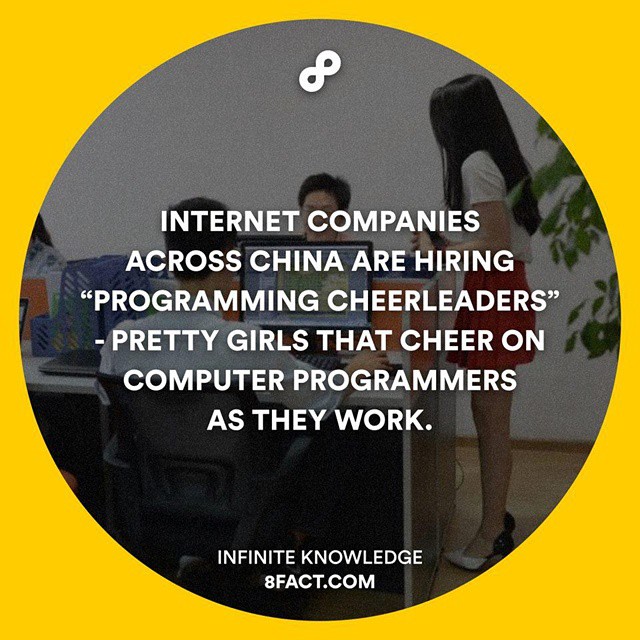 INTERNET COMPANIES
ACROSS CHINA ARE HIRING
“PROGRAMMING CHEERLEADERS”
- PRETTY GIRLS THAT CHEER ON
COMPUTER PROGRAMMERS
AS THEY WORK.
INFINITE KNOWLEDGE
8FACT.COM